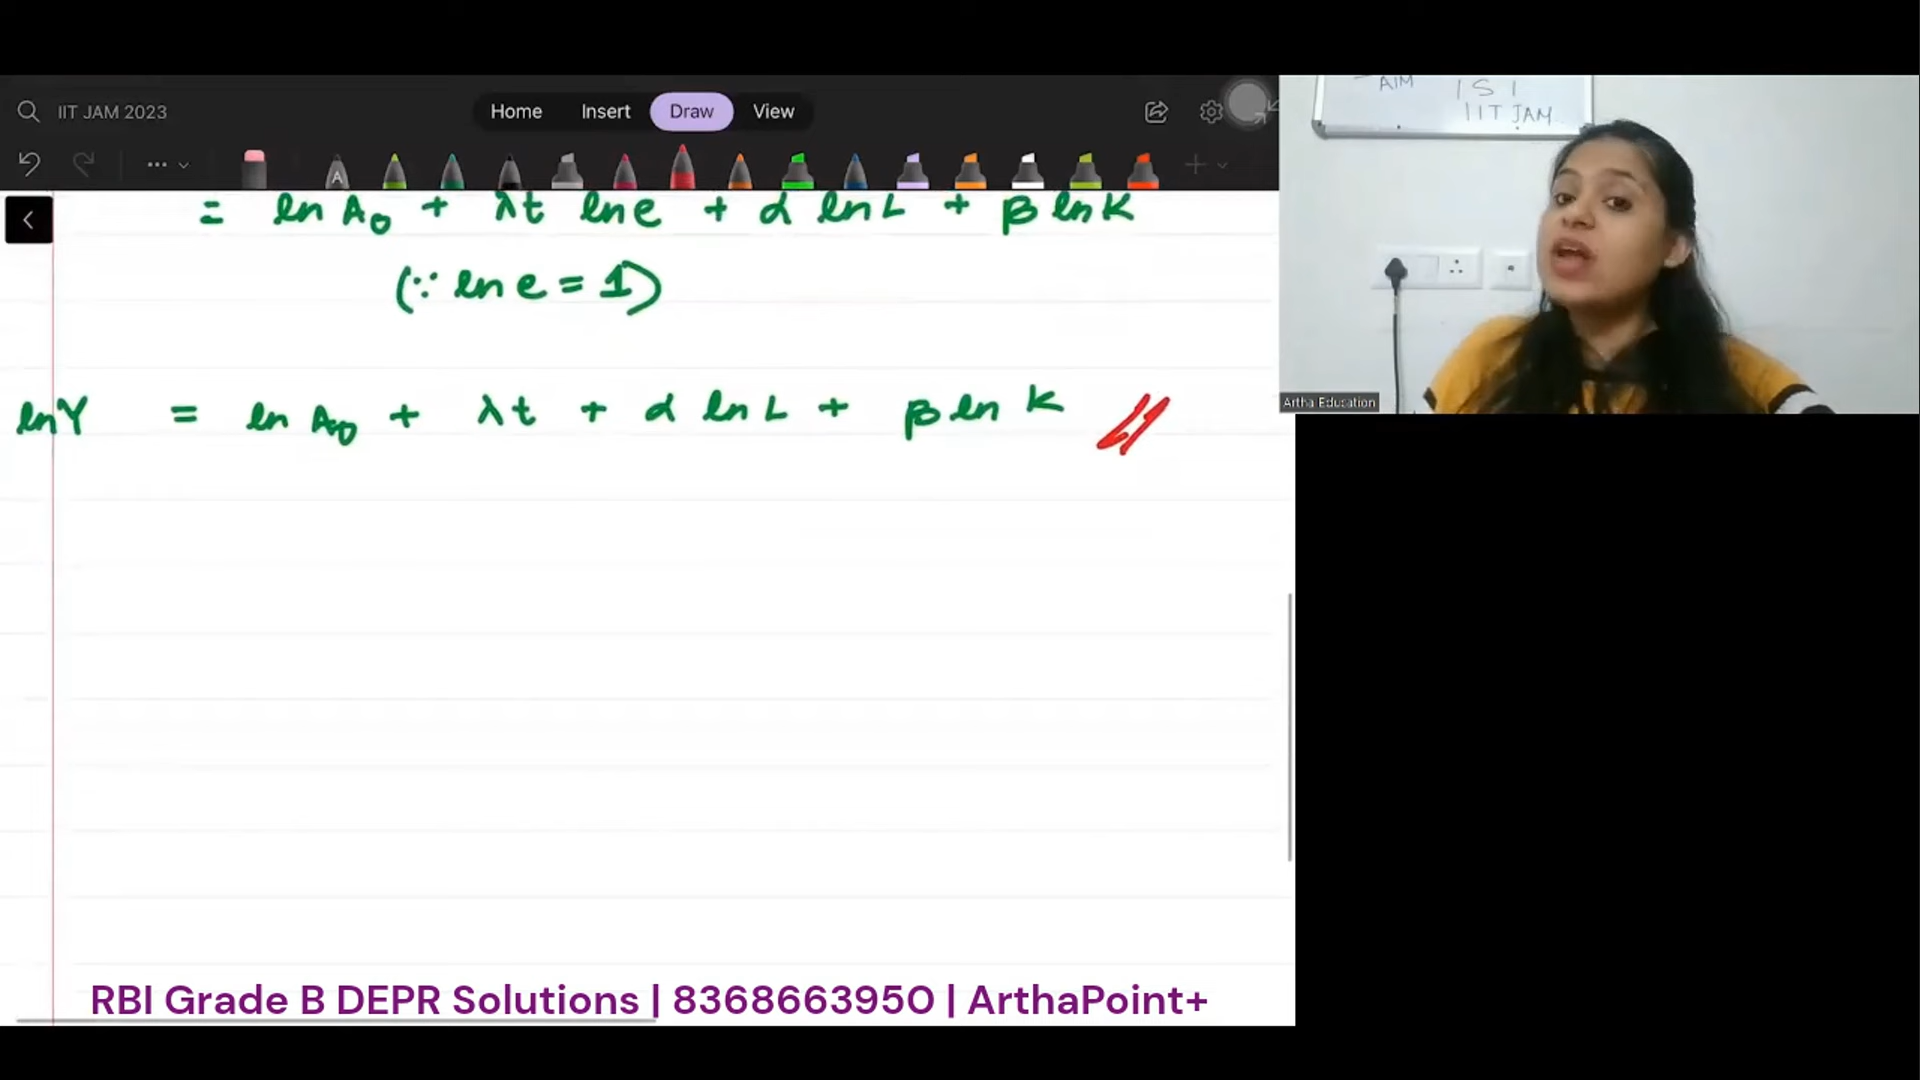 IIT JAM 2023
Home Insert Draw View
A
= ln A₀ + λt ln e + α ln L + β ln K
(∵ ln e = 1)
ln Y = ln A₀ + λt + α ln L + β ln K
AIM ISI
IIT JAM
Artha Education
RBI Grade B DEPR Solutions | 8368663950 | ArthaPoint+